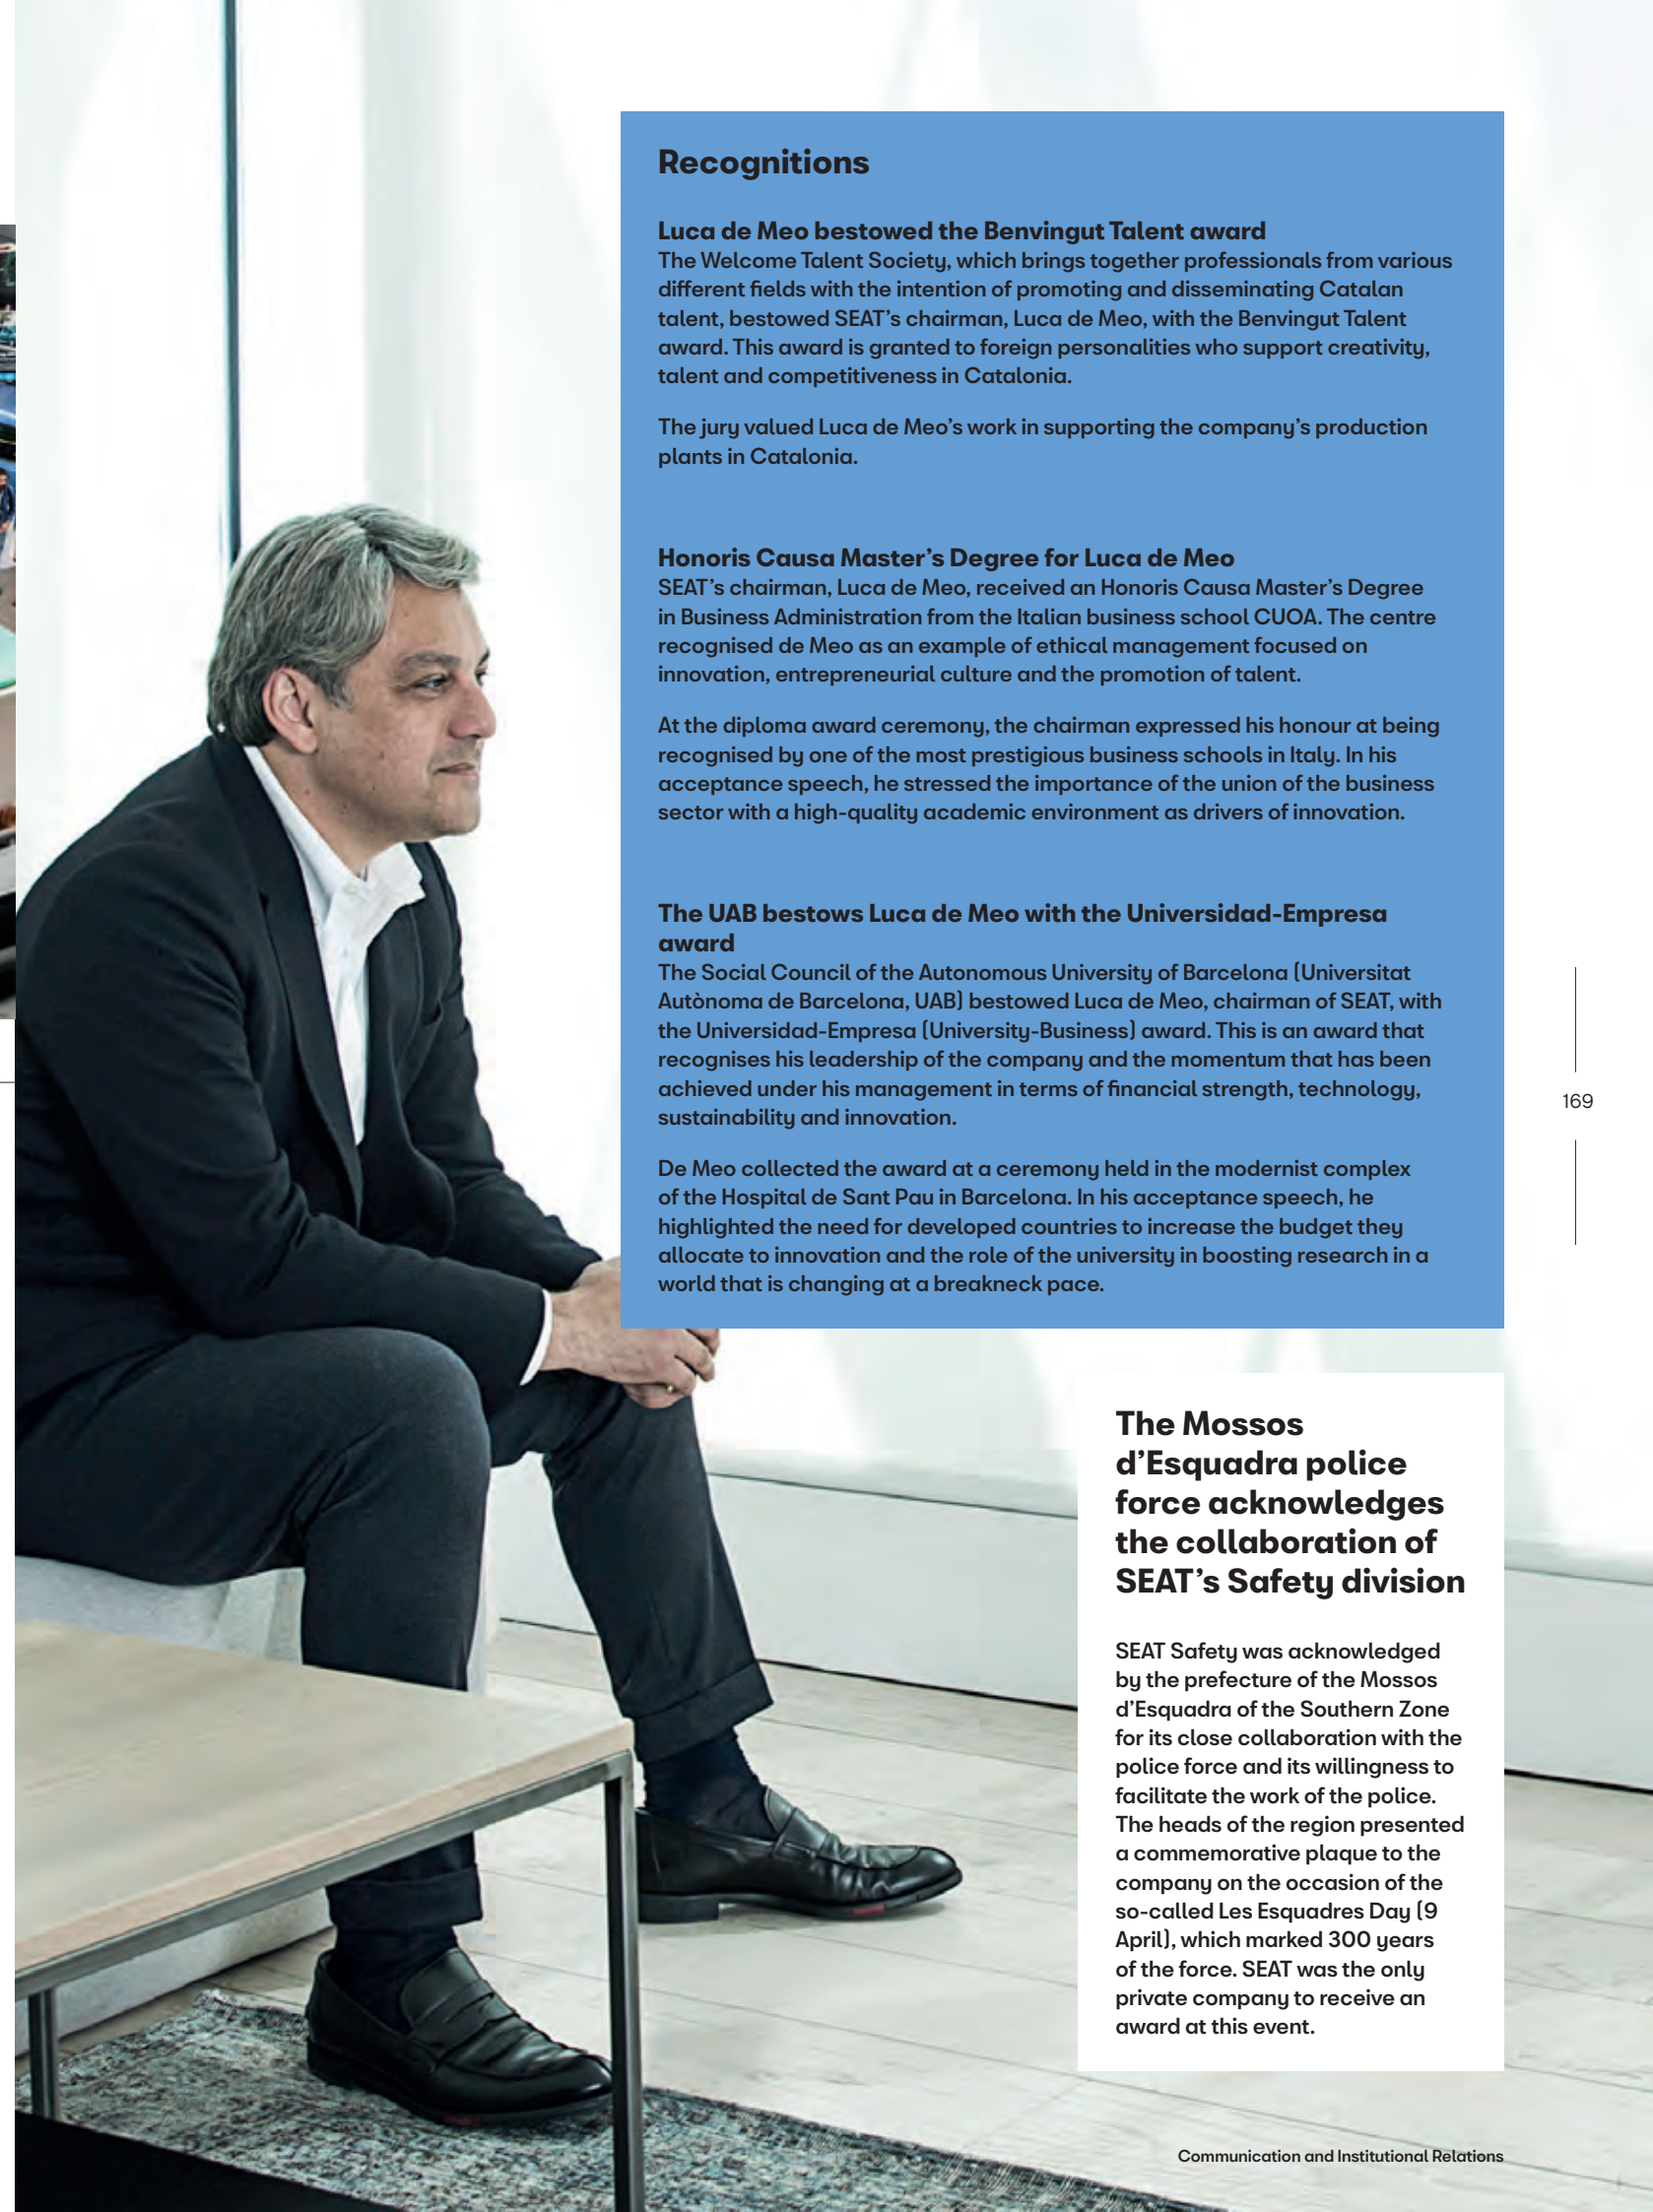 Recognitions
Luca de Meo bestowed the Benvingut Talent award
The Welcome Talent Society, which brings together professionals from various
different fields with the intention of promoting and disseminating Catalan
talent, bestowed SEAT’s chairman, Luca de Meo, with the Benvingut Talent
award. This award is granted to foreign personalities who support creativity,
talent and competitiveness in Catalonia.
The jury valued Luca de Meo’s work in supporting the company’s production
plants in Catalonia.
Honoris Causa Master’s Degree for Luca de Meo
SEAT’s chairman, Luca de Meo, received an Honoris Causa Master’s Degree
in Business Administration from the Italian business school CUOA. The centre
recognised de Meo as an example of ethical management focused on
innovation, entrepreneurial culture and the promotion of talent.
At the diploma award ceremony, the chairman expressed his honour at being
recognised by one of the most prestigious business schools in Italy. In his
acceptance speech, he stressed the importance of the union of the business
sector with a high-quality academic environment as drivers of innovation.
The UAB bestows Luca de Meo with the Universidad-Empresa
award
The Social Council of the Autonomous University of Barcelona (Universitat
Autònoma de Barcelona, UAB) bestowed Luca de Meo, chairman of SEAT, with
the Universidad-Empresa (University-Business) award. This is an award that
recognises his leadership of the company and the momentum that has been
achieved under his management in terms of financial strength, technology,
sustainability and innovation.
De Meo collected the award at a ceremony held in the modernist complex
of the Hospital de Sant Pau in Barcelona. In his acceptance speech, he
highlighted the need for developed countries to increase the budget they
allocate to innovation and the role of the university in boosting research in a
world that is changing at a breakneck pace.
169
The Mossos
d’Esquadra police
force acknowledges
the collaboration of
SEAT’s Safety division
SEAT Safety was acknowledged
by the prefecture of the Mossos
d’Esquadra of the Southern Zone
for its close collaboration with the
police force and its willingness to
facilitate the work of the police.
The heads of the region presented
a commemorative plaque to the
company on the occasion of the
so-called Les Esquadres Day (9
April), which marked 300 years
of the force. SEAT was the only
private company to receive an
award at this event.
Communication and Institutional Relations